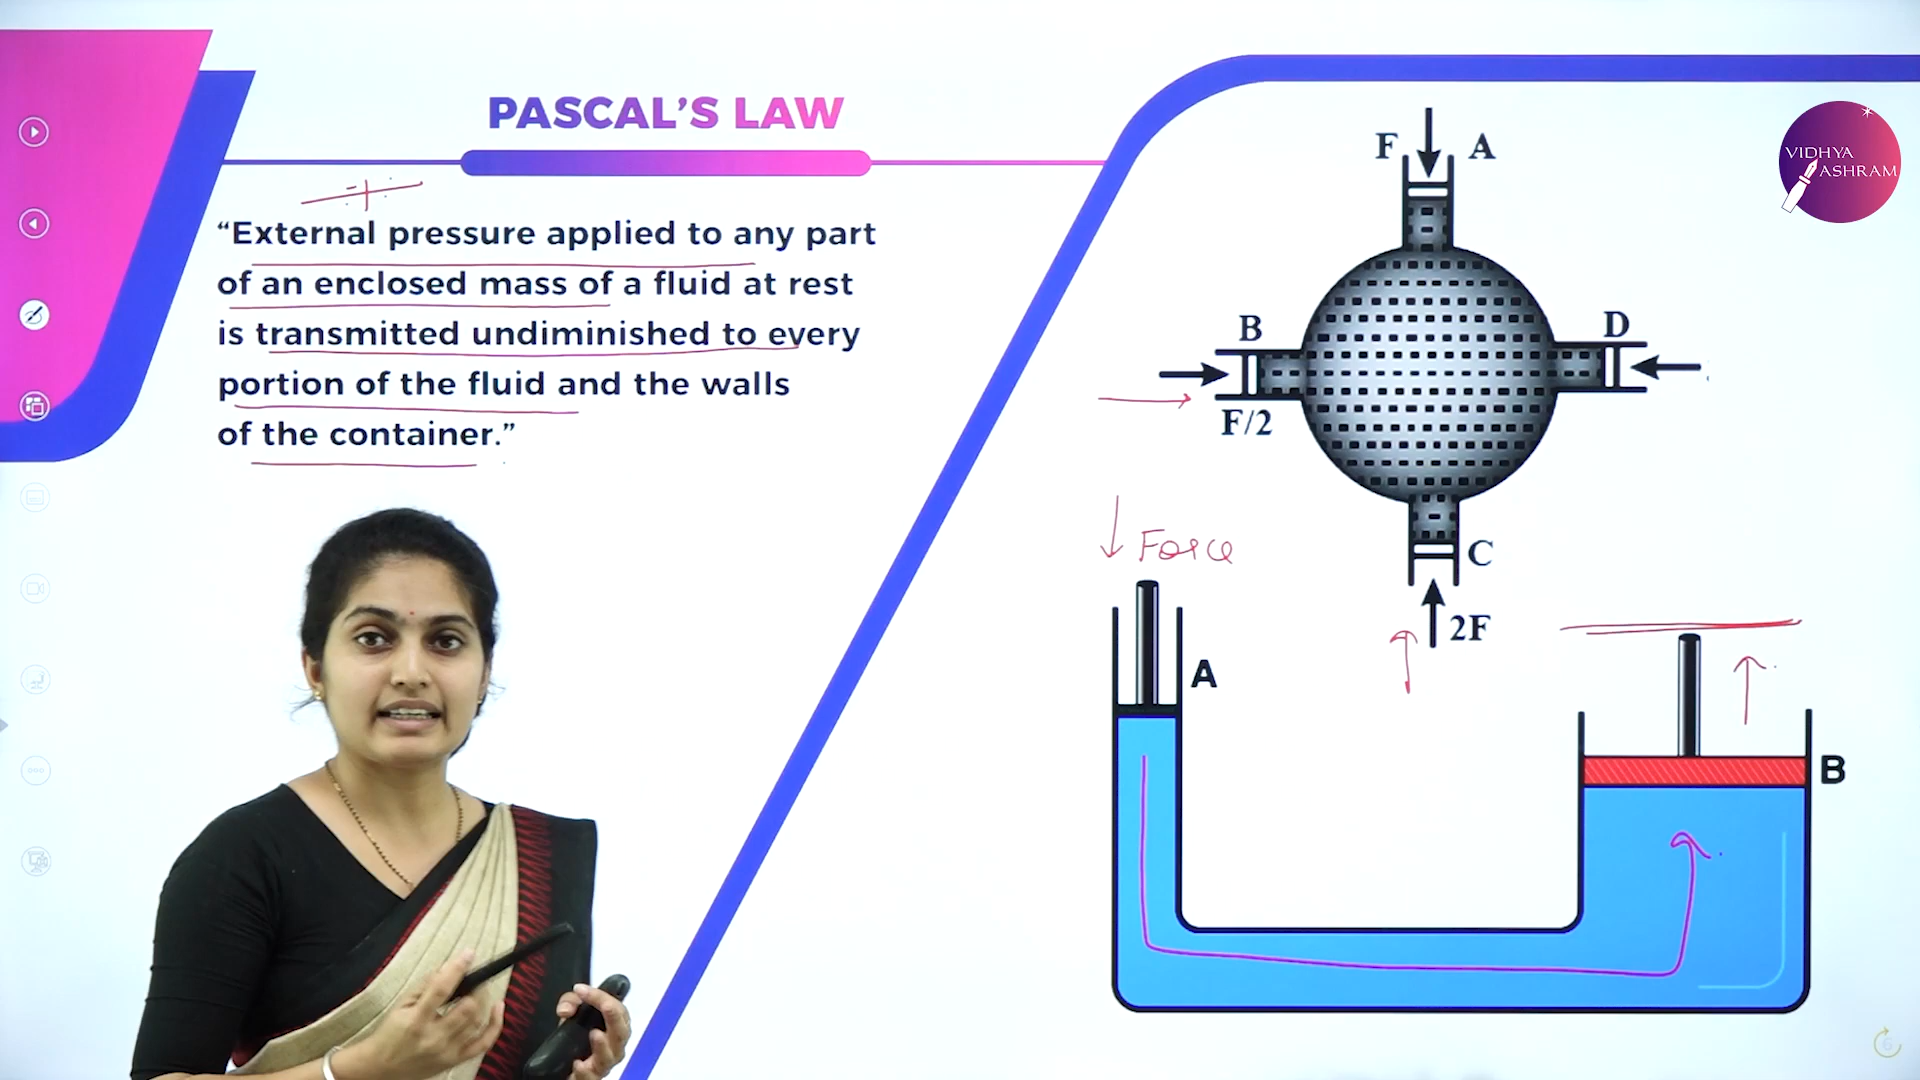 PASCAL’S LAW
“External pressure applied to any part
of an enclosed mass of a fluid at rest
is transmitted undiminished to every
portion of the fluid and the walls
of the container.”
F A
B
F/2
D
C
2F
VIDHYA
ASHRAM
Force
A
B
6